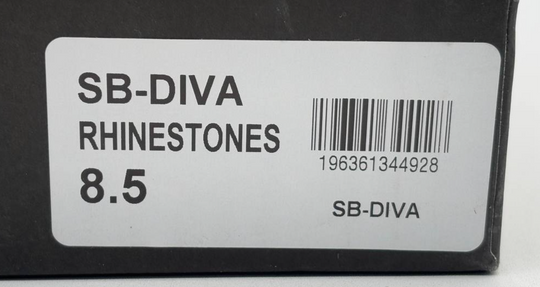 SB-DIVA
RHINESTONES
8.5
196361344928
SB-DIVA